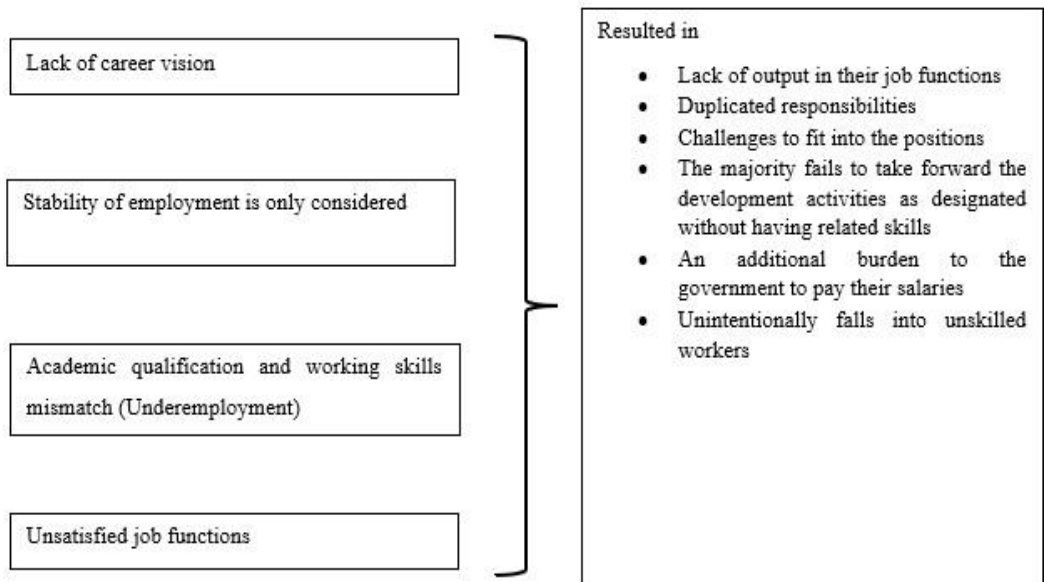 Lack of career vision
Stability of employment is only considered
Academic qualification and working skills
mismatch (Underemployment)
Unsatisfied job functions
Resulted in
• Lack of output in their job functions
• Duplicated responsibilities
• Challenges to fit into the positions
• The majority fails to take forward the
development activities as designated
without having related skills
• An additional burden to the
government to pay their salaries
• Unintentionally falls into unskilled
workers